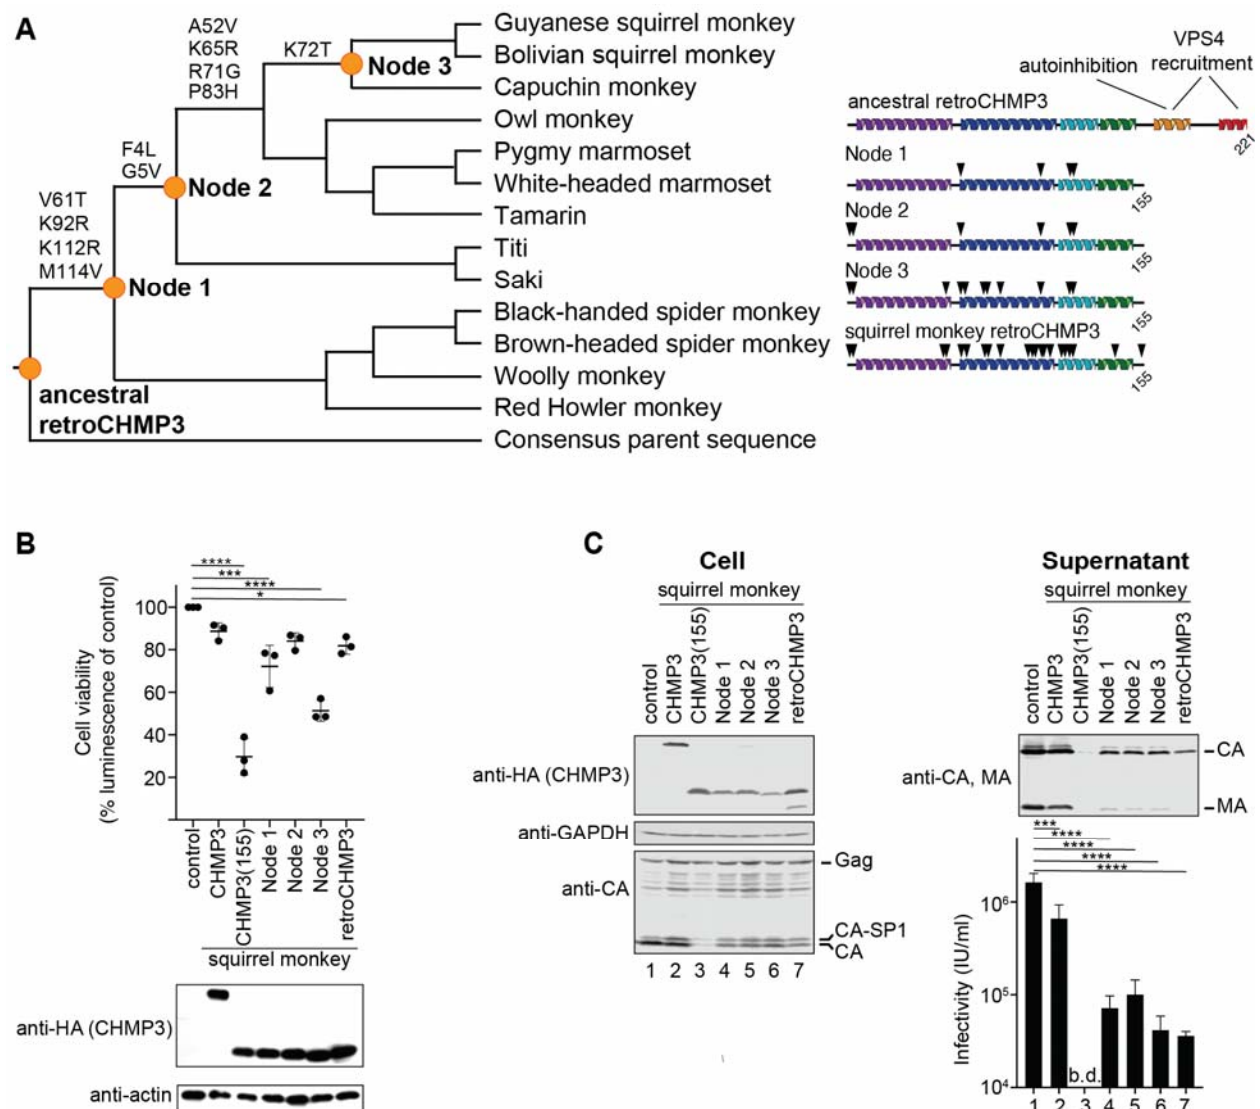 A
A52V
K65R
R71G
P83H
K72T
Node 3
F4L
G5V
Node 2
V61T
K92R
K112R
M114V
Node 1
ancestral
retroCHMP3
Guyanese squirrel monkey
Bolivian squirrel monkey
Capuchin monkey
Owl monkey
Pygmy marmoset
White-headed marmoset
Tamarin
Titi
Saki
Black-handed spider monkey
Brown-headed spider monkey
Woolly monkey
Red Howler monkey
Consensus parent sequence
VPS4
autoinhibition recruitment
ancestral retroCHMP3
221
Node 1
155
Node 2
155
Node 3
155
squirrel monkey retroCHMP3
155
B
****
***
****
*
Cell viability
(% luminescence of control)
100
80
60
40
20
control
CHMP3
CHMP3(155)
Node 1
Node 2
Node 3
retroCHMP3
squirrel monkey
anti-HA (CHMP3)
anti-actin
C
Cell
squirrel monkey
control
CHMP3
CHMP3(155)
Node 1
Node 2
Node 3
retroCHMP3
anti-HA (CHMP3)
anti-GAPDH
anti-CA
Gag
CA-SP1
CA
1 2 3 4 5 6 7
Supernatant
squirrel monkey
control
CHMP3
CHMP3(155)
Node 1
Node 2
Node 3
retroCHMP3
anti-CA, MA
CA
MA
***
****
****
****
****
Infectivity (IU/ml)
10⁶
10⁵
10⁴
b.d.
1 2 3 4 5 6 7